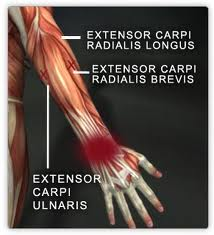 EXTENSOR CARPI
RADIALIS LONGUS
EXTENSOR CARPI
RADIALIS BREVIS
EXTENSOR
CARPI
ULNARIS